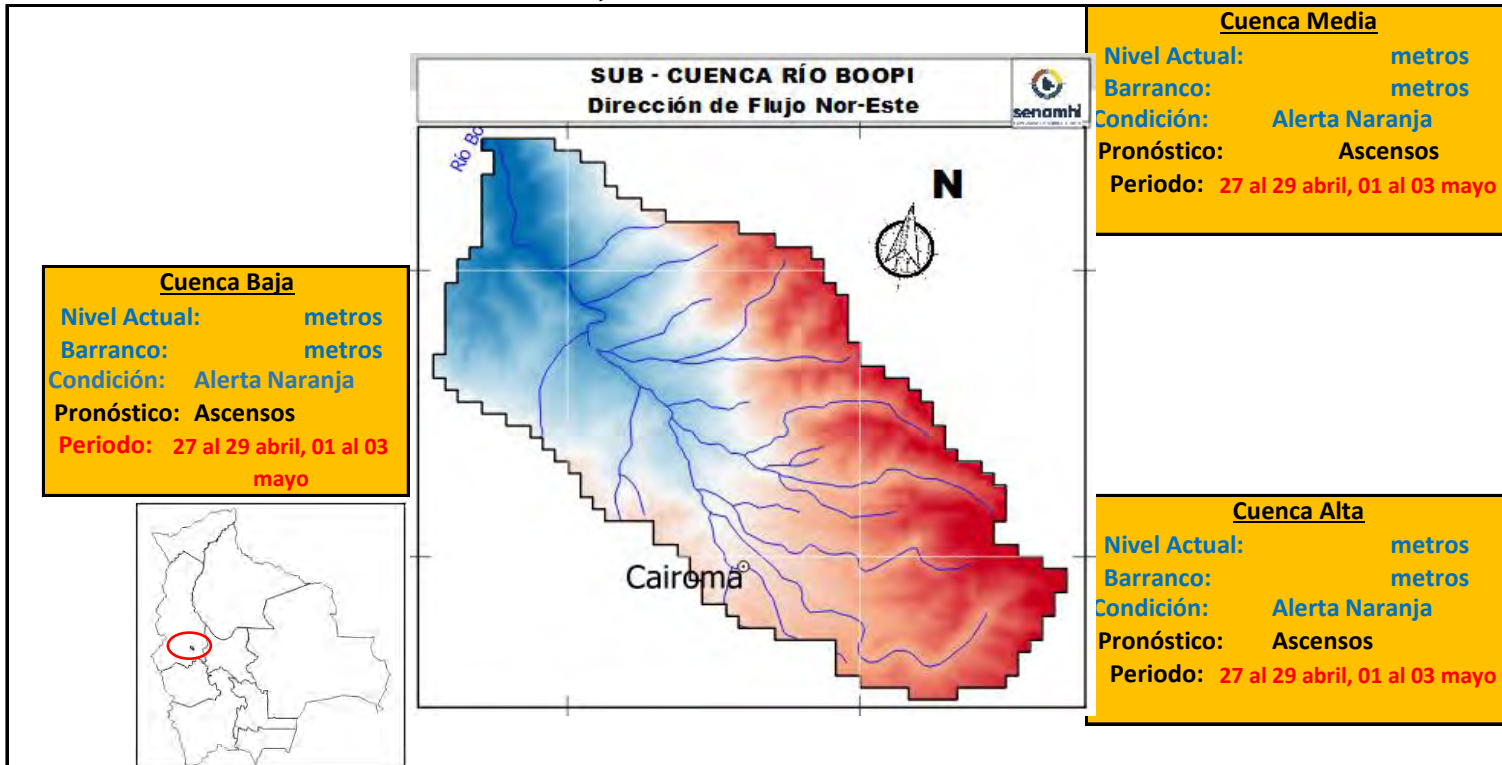 SUB - CUENCA RÍO BOOPI
Dirección de Flujo Nor-Este
senamhi
Río Bo
N
Cairoma
Cuenca Media
Nivel Actual: metros
Barranco: metros
Condición: Alerta Naranja
Pronóstico: Ascensos
Periodo: 27 al 29 abril, 01 al 03 mayo
Cuenca Baja
Nivel Actual: metros
Barranco: metros
Condición: Alerta Naranja
Pronóstico: Ascensos
Periodo: 27 al 29 abril, 01 al 03
mayo
Cuenca Alta
Nivel Actual: metros
Barranco: metros
Condición: Alerta Naranja
Pronóstico: Ascensos
Periodo: 27 al 29 abril, 01 al 03 mayo